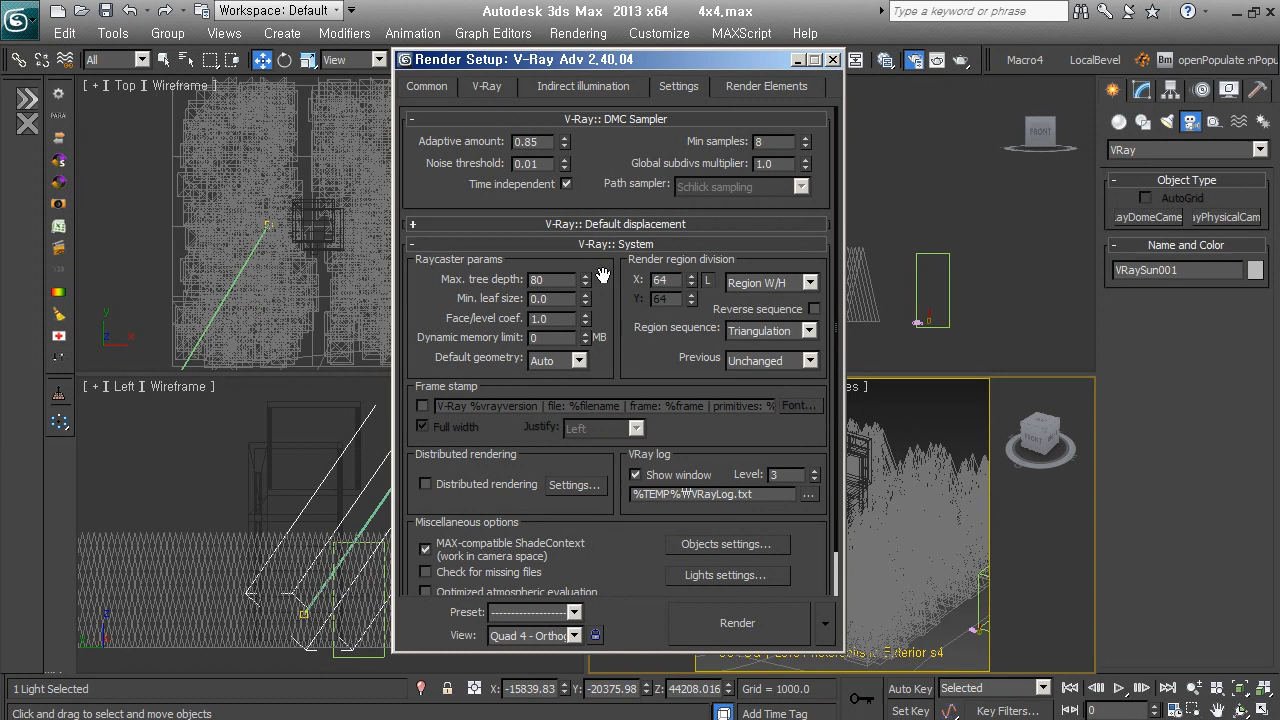 Workspace: Default
Autodesk 3ds Max 2013 x64 4x4.max
Type a keyword or phrase
Edit Tools Group Create Modifiers Animation Graph Editors Rendering Customize MAXScript Help
All
View
Macro4 LocalBevel openPopulate nPopu
[ + ] Top ] Wireframe ]
[ + ] Left ] Wireframe ]
Render Setup: V-Ray Adv 2,40,04
Common V-Ray Indirect illumination Settings Render Elements
- V-Ray:: DMC Sampler
Adaptive amount: 0.85 Min samples: 8
Noise threshold: 0.01 Global subdivs multiplier: 1.0
Time independent Path sampler: Schlick sampling
+ V-Ray:: Default displacement
- V-Ray:: System
Raycaster params Render region division
Max. tree depth: 80 X: 64 L Region W/H
Min. leaf size: 0.0 Y: 64
Reverse sequence
Face/level coef. 1.0 Region sequence: Triangulation
Dynamic memory limit: 0 MB
Default geometry: Auto Previous Unchanged
Frame stamp
V-Ray %vrayversion | file: %filename | frame: %frame | primitives: % Font...
Full width Justify: Left
Distributed rendering VRay log
Distributed rendering Settings... Show window Level: 3
%TEMP%₩VRayLog.txt ...
Miscellaneous options
MAX-compatible ShadeContext
(work in camera space)
Objects settings...
Check for missing files Lights settings...
Optimized atmospheric evaluation
Preset: --------------------
View: Quad 4 - Orthog
Render
PARA
FRONT
FRONT
VRay
- Object Type
AutoGrid
.ayDomeCame ıyPhysicalCam
- Name and Color
VRaySun001
Exterior s4
1 Light Selected X: -15839.83 Y: -20375.98 Z: 44208.016 Grid = 1000.0 Auto Key Selected
Click and drag to select and move objects Add Time Tag Set Key Key Filters... 0